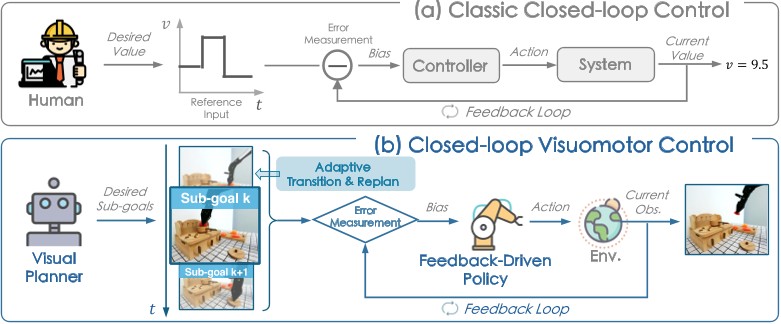 (a) Classic Closed-loop Control
Human
Desired
Value
v
t
Reference
Input
Error
Measurement
Bias
Controller
Action
System
Current
Value
v = 9.5
Feedback Loop
(b) Closed-loop Visuomotor Control
Visual
Planner
Desired
Sub-goals
t
Sub-goal k
Sub-goal k+1
Adaptive
Transition & Replan
Error
Measurement
Bias
Feedback-Driven
Policy
Action
Env.
Current
Obs.
Feedback Loop